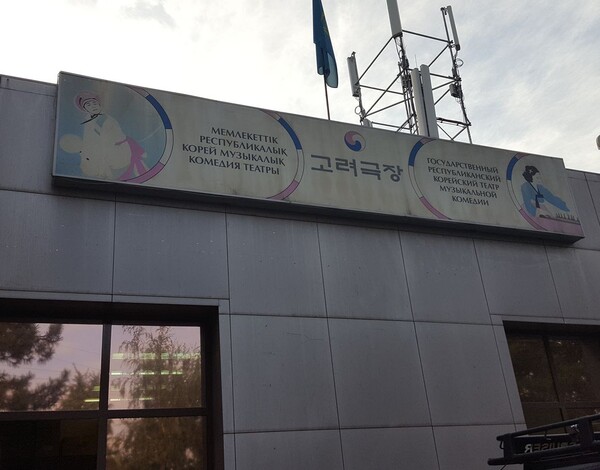 МЕМЛЕКЕТТІК
РЕСПУБЛИКАЛЫҚ
КОРЕЙ МУЗЫКАЛЫҚ
КОМЕДИЯ ТЕАТРЫ
고려극장
ГОСУДАРСТВЕННЫЙ
РЕСПУБЛИКАНСКИЙ
КОРЕЙСКИЙ ТЕАТР
МУЗЫКАЛЬНОЙ
КОМЕДИИ